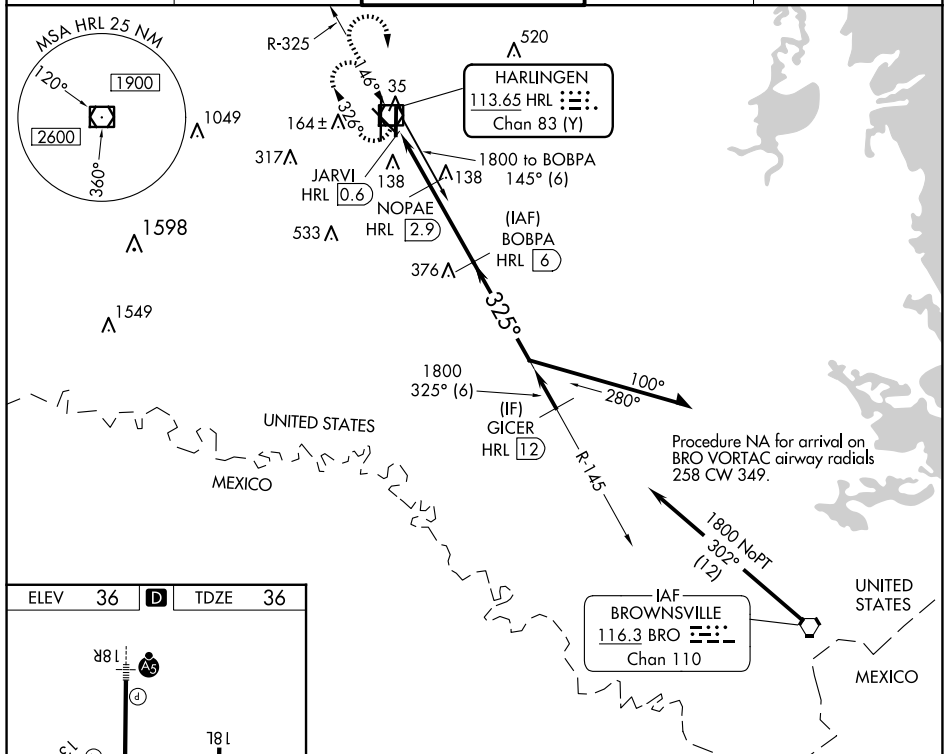 MSA HRL 25 NM
120°
1900
2600
360°
1049
R-325
146°
326°
35
520
HARLINGEN
113.65 HRL
Chan 83 (Y)
164±
317
JARVI
HRL 0.6
138
138
1800 to BOBPA
145° (6)
NOPAE
HRL 2.9
(IAF)
BOBPA
HRL 6
1598
533
376
1549
325°
1800
325° (6)
100°
280°
(IF)
GICER
HRL 12
UNITED STATES
MEXICO
R-145
Procedure NA for arrival on
BRO VORTAC airway radials
258 CW 349.
1800 NoPT
302°
(12)
IAF
BROWNSVILLE
116.3 BRO
Chan 110
UNITED
STATES
MEXICO
ELEV 36 D TDZE 36
18R
A5
P
18L